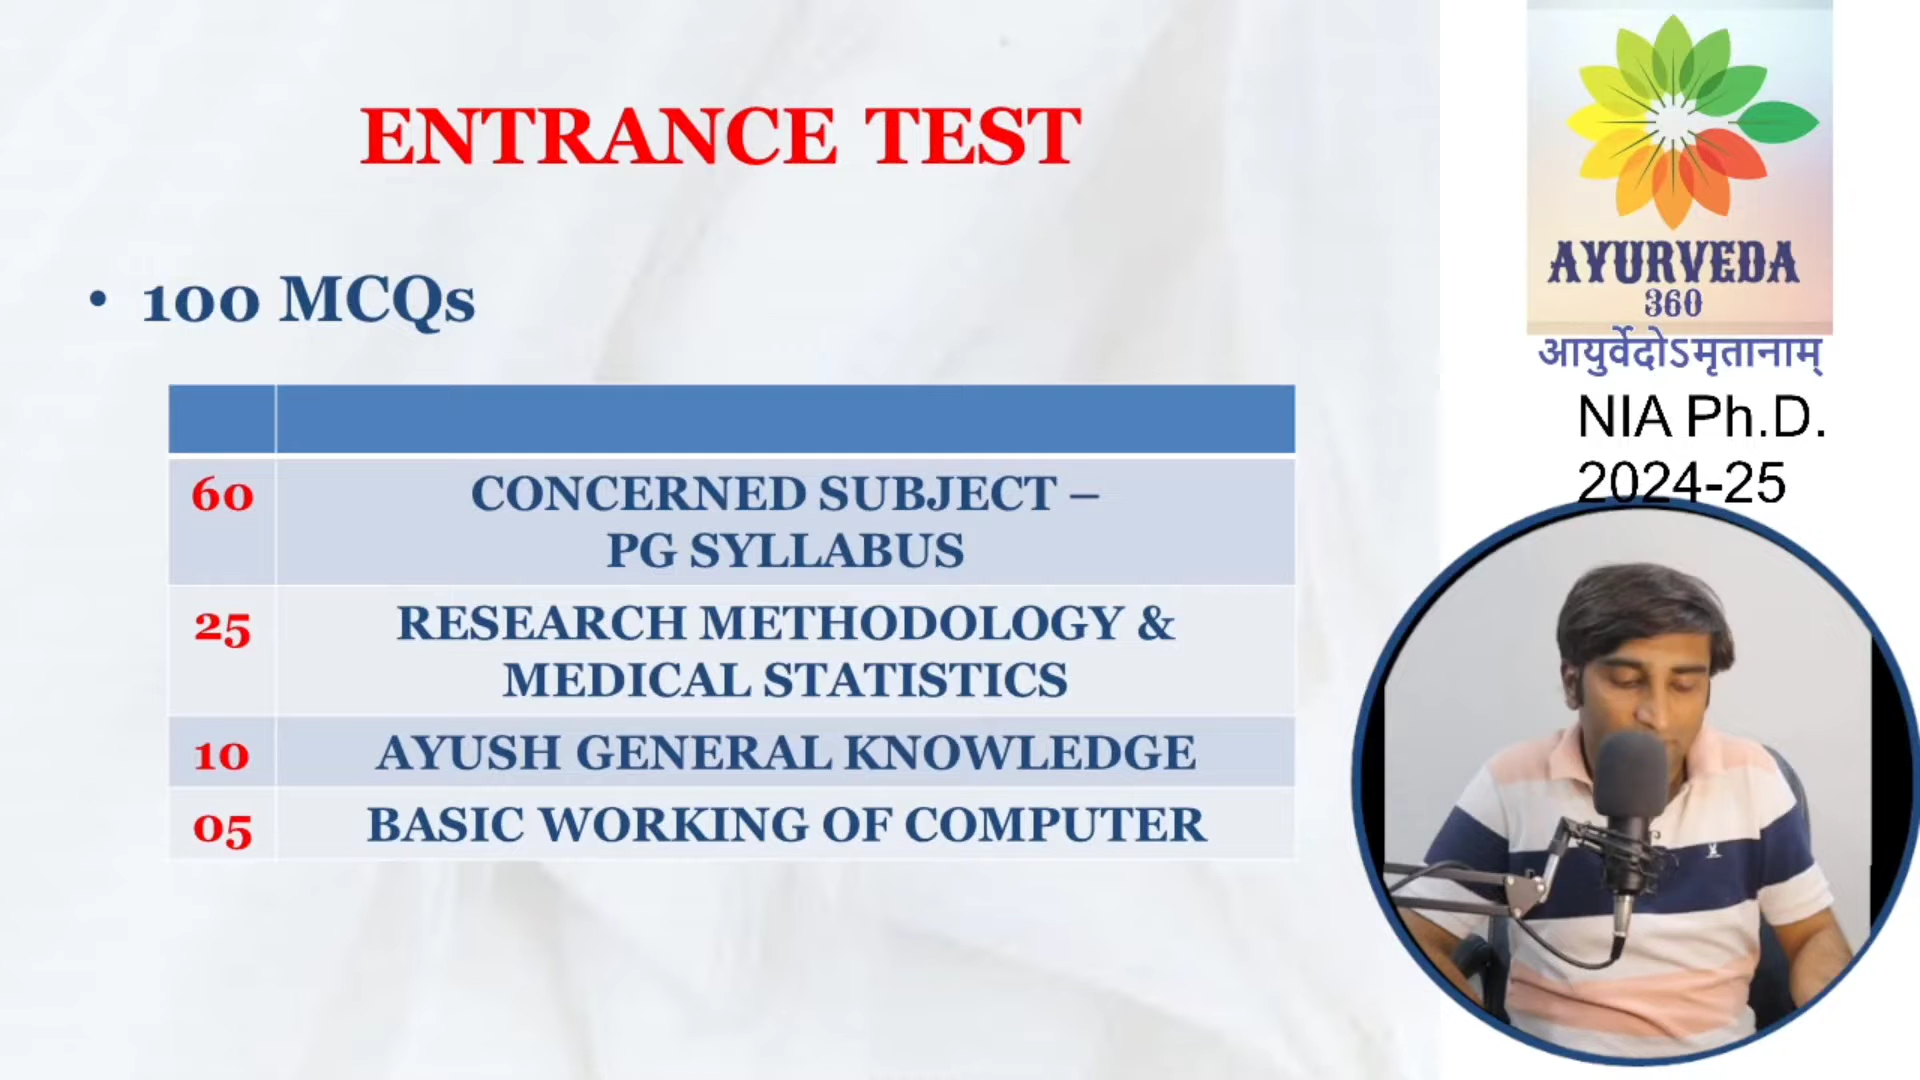 ENTRANCE TEST
• 100 MCQs
60 CONCERNED SUBJECT –
PG SYLLABUS
25 RESEARCH METHODOLOGY &
MEDICAL STATISTICS
10 AYUSH GENERAL KNOWLEDGE
05 BASIC WORKING OF COMPUTER
AYURVEDA
360
आयुर्वेदोऽमृतानाम्
NIA Ph.D.
2024-25